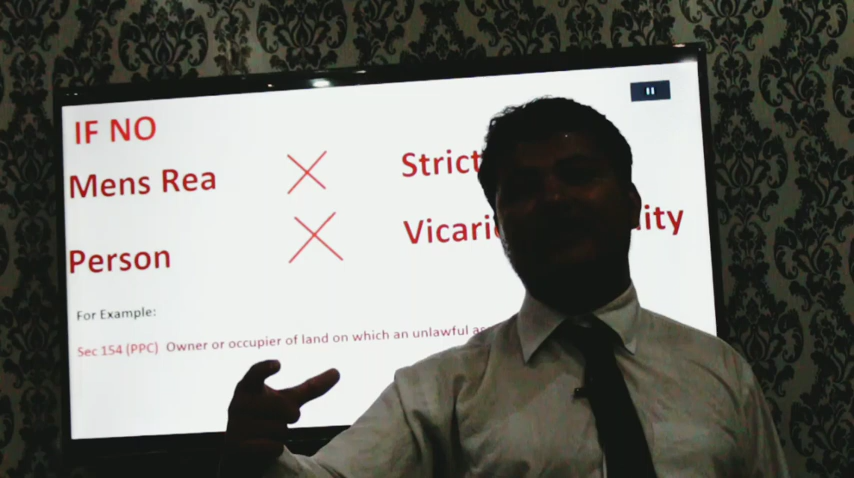 IF NO
Mens Rea Strict
Person Vicari ity
For Example:
Sec 154 (PPC) Owner or occupier of land on which an unlawful as